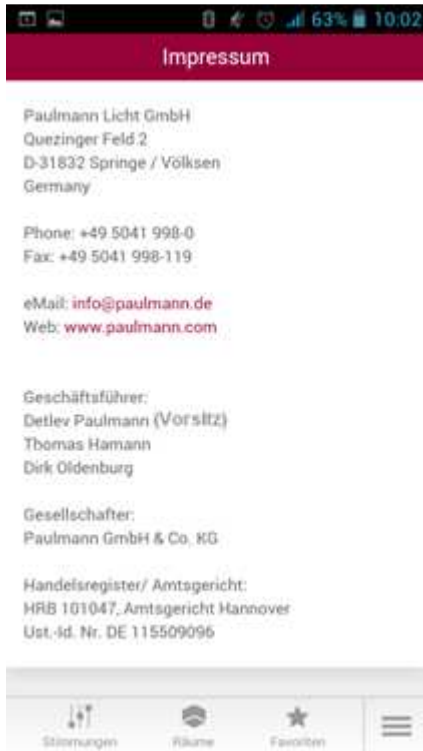 63% 10:02
Impressum
Paulmann Licht GmbH
Quezinger Feld 2
D-31832 Springe / Völksen
Germany
Phone: +49 5041 998-0
Fax: +49 5041 998-119
eMail: info@paulmann.de
Web: www.paulmann.com
Geschäftsführer:
Detlev Paulmann (Vorsitz)
Thomas Hamann
Dirk Oldenburg
Gesellschafter:
Paulmann GmbH & Co. KG
Handelsregister/ Amtsgericht:
HRB 101047, Amtsgericht Hannover
Ust.-Id. Nr. DE 115509096
Stimmungen Räume Favoriten